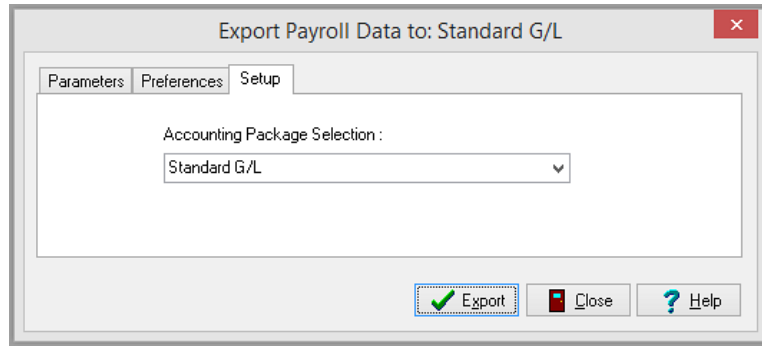 Export Payroll Data to: Standard G/L
Parameters Preferences Setup
Accounting Package Selection :
Standard G/L
Export Close Help